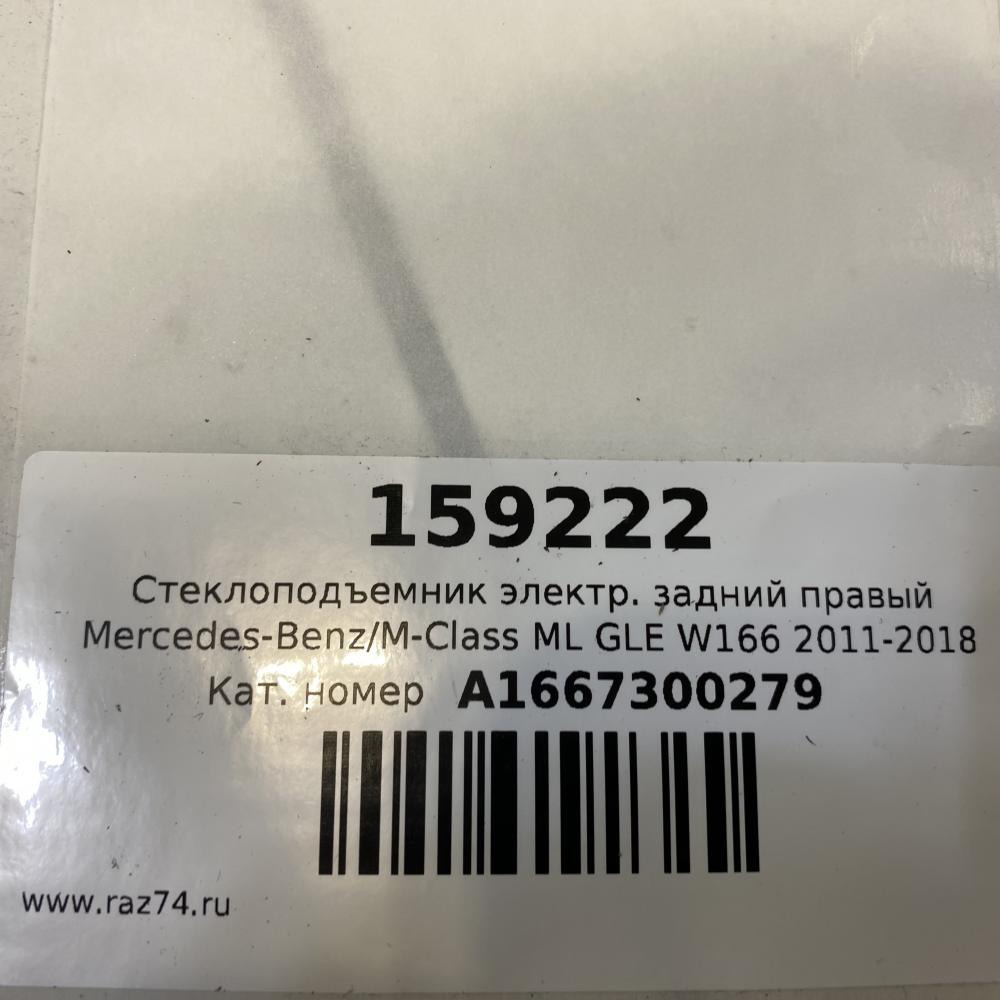 159222
Стеклоподъемник электр. задний правый
Mercedes-Benz/M-Class ML GLE W166 2011-2018
Кат. номер A1667300279
www.raz74.ru